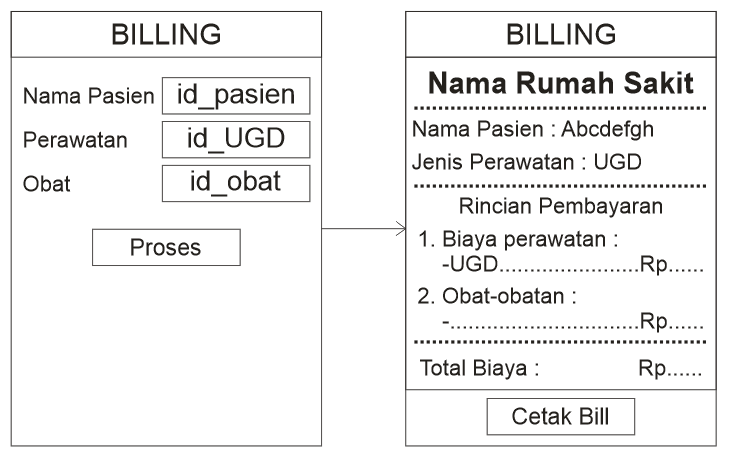 BILLING
Nama Pasien id_pasien
Perawatan id_UGD
Obat id_obat
Proses
BILLING
Nama Rumah Sakit
Nama Pasien : Abcdefgh
Jenis Perawatan : UGD
Rincian Pembayaran
1. Biaya perawatan :
-UGD.......................Rp......
2. Obat-obatan :
-...............................Rp......
Total Biaya : Rp......
Cetak Bill